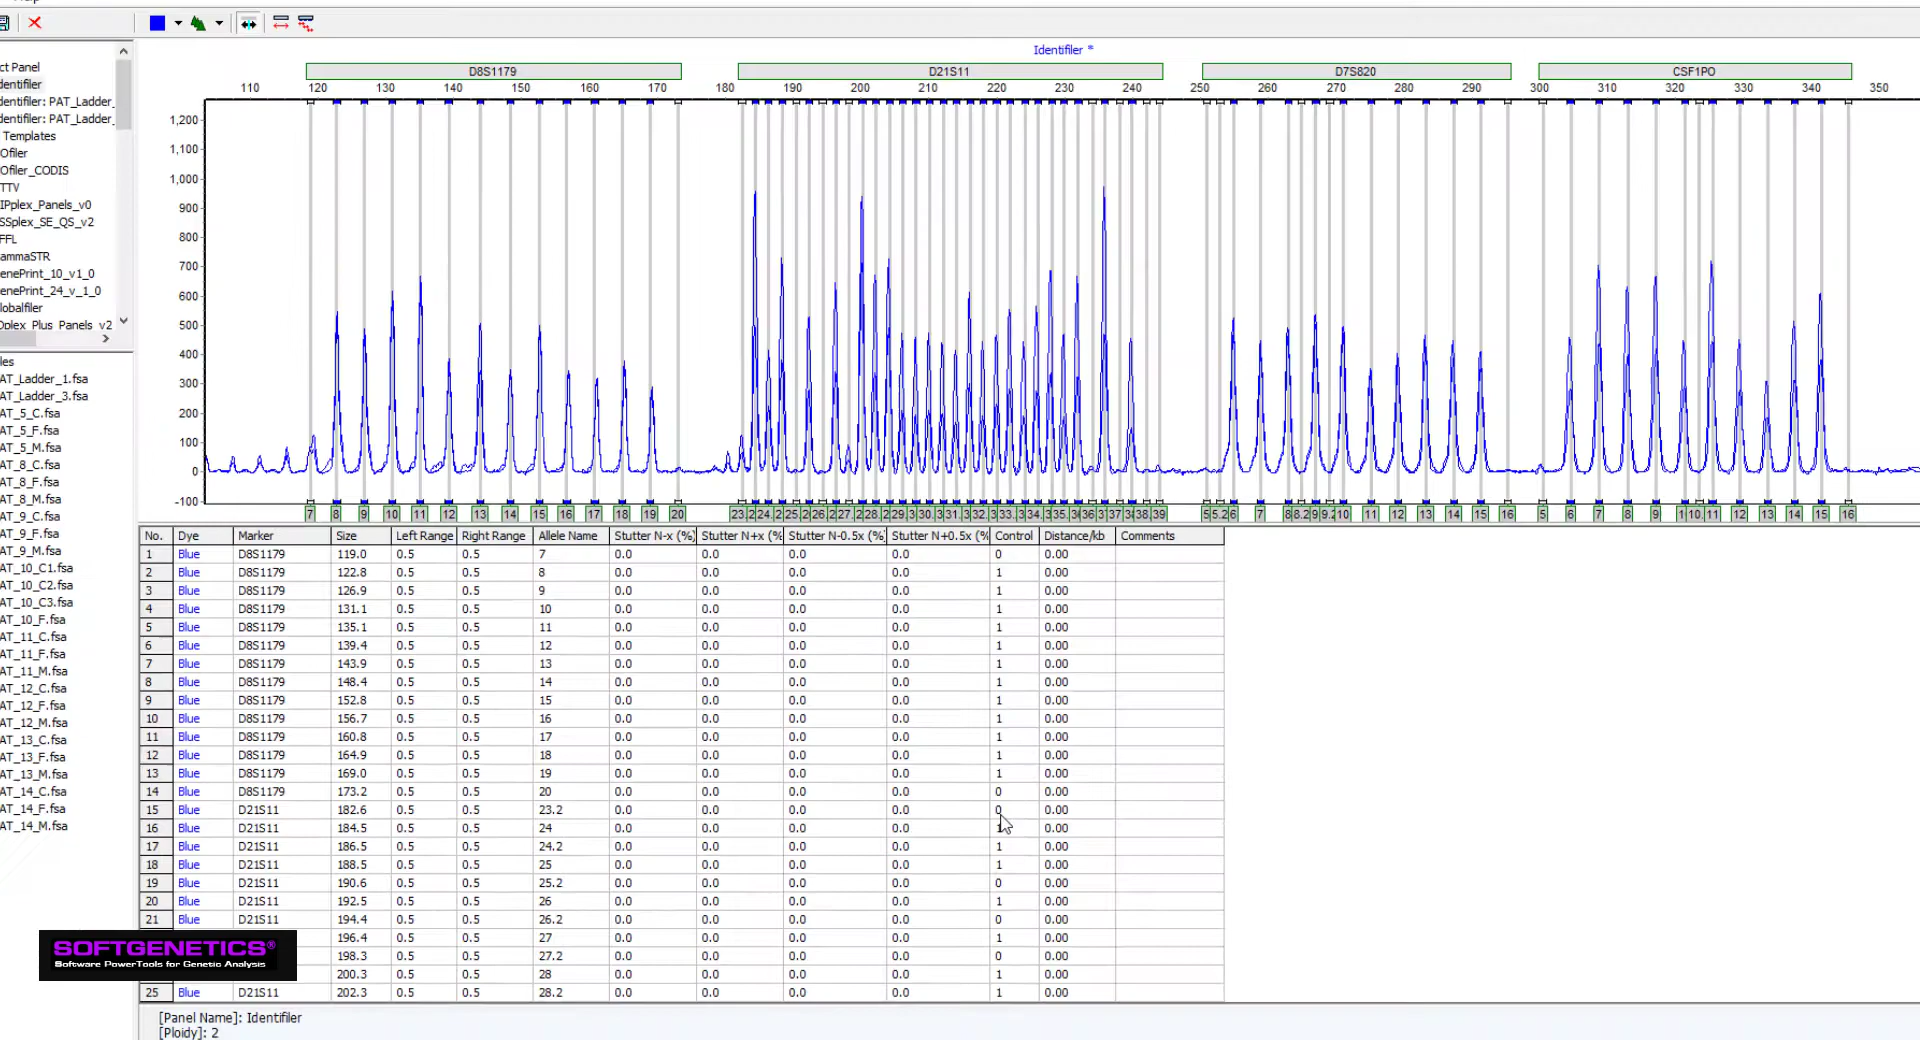 Identifiler *
D8S1179 D21S11 D7S820 CSF1PO
110 120 130 140 150 160 170 180 190 200 210 220 230 240 250 260 270 280 290 300 310 320 330 340 350
1,200
1,100
1,000
900
800
700
600
500
400
300
200
100
0
-100
7 8 9 10 11 12 13 14 15 16 17 18 19 20
5 5.2 6 7 8 8.2 9 9.2 10 11 12 13 14 15 16
5 6 7 8 9 10. 11 12 13 14 15 16
ct Panel
dentifiler
dentifiler: PAT_Ladder_
dentifiler: PAT_Ladder_
Templates
Ofiler
Ofiler_CODIS
TTV
IPplex_Panels_v0
SSplex_SE_QS_v2
FFL
ammaSTR
enePrint_10_v1_0
enePrint_24_v_1_0
lobalfiler
Oplex_Plus_Panels_v2
les
AT_Ladder_1.fsa
AT_Ladder_3.fsa
AT_5_C.fsa
AT_5_F.fsa
AT_5_M.fsa
AT_8_C.fsa
AT_8_F.fsa
AT_8_M.fsa
AT_9_C.fsa
AT_9_F.fsa
AT_9_M.fsa
AT_10_C1.fsa
AT_10_C2.fsa
AT_10_C3.fsa
AT_10_F.fsa
AT_11_C.fsa
AT_11_F.fsa
AT_11_M.fsa
AT_12_C.fsa
AT_12_F.fsa
AT_12_M.fsa
AT_13_C.fsa
AT_13_F.fsa
AT_13_M.fsa
AT_14_C.fsa
AT_14_F.fsa
AT_14_M.fsa
No. Dye Marker Size Left Range Right Range Allele Name Stutter N-x (%) Stutter N+x (% Stutter N-0.5x (% Stutter N+0.5x (% Control Distance/kb Comments
1 Blue D8S1179 119.0 0.5 0.5 7 0.0 0.0 0.0 0.0 0 0.00
2 Blue D8S1179 122.8 0.5 0.5 8 0.0 0.0 0.0 0.0 1 0.00
3 Blue D8S1179 126.9 0.5 0.5 9 0.0 0.0 0.0 0.0 1 0.00
4 Blue D8S1179 131.1 0.5 0.5 10 0.0 0.0 0.0 0.0 1 0.00
5 Blue D8S1179 135.1 0.5 0.5 11 0.0 0.0 0.0 0.0 1 0.00
6 Blue D8S1179 139.4 0.5 0.5 12 0.0 0.0 0.0 0.0 1 0.00
7 Blue D8S1179 143.9 0.5 0.5 13 0.0 0.0 0.0 0.0 1 0.00
8 Blue D8S1179 148.4 0.5 0.5 14 0.0 0.0 0.0 0.0 1 0.00
9 Blue D8S1179 152.8 0.5 0.5 15 0.0 0.0 0.0 0.0 1 0.00
10 Blue D8S1179 156.7 0.5 0.5 16 0.0 0.0 0.0 0.0 1 0.00
11 Blue D8S1179 160.8 0.5 0.5 17 0.0 0.0 0.0 0.0 1 0.00
12 Blue D8S1179 164.9 0.5 0.5 18 0.0 0.0 0.0 0.0 1 0.00
13 Blue D8S1179 169.0 0.5 0.5 19 0.0 0.0 0.0 0.0 1 0.00
14 Blue D8S1179 173.2 0.5 0.5 20 0.0 0.0 0.0 0.0 0 0.00
15 Blue D21S11 182.6 0.5 0.5 23.2 0.0 0.0 0.0 0.0 0 0.00
16 Blue D21S11 184.5 0.5 0.5 24 0.0 0.0 0.0 0.0 1 0.00
17 Blue D21S11 186.5 0.5 0.5 24.2 0.0 0.0 0.0 0.0 1 0.00
18 Blue D21S11 188.5 0.5 0.5 25 0.0 0.0 0.0 0.0 1 0.00
19 Blue D21S11 190.6 0.5 0.5 25.2 0.0 0.0 0.0 0.0 0 0.00
20 Blue D21S11 192.5 0.5 0.5 26 0.0 0.0 0.0 0.0 1 0.00
21 Blue D21S11 194.4 0.5 0.5 26.2 0.0 0.0 0.0 0.0 0 0.00
196.4 0.5 0.5 27 0.0 0.0 0.0 0.0 1 0.00
198.3 0.5 0.5 27.2 0.0 0.0 0.0 0.0 0 0.00
200.3 0.5 0.5 28 0.0 0.0 0.0 0.0 1 0.00
25 Blue D21S11 202.3 0.5 0.5 28.2 0.0 0.0 0.0 0.0 1 0.00
SOFTGENETICS®
Software PowerTools for Genetic Analysis
[Panel Name]: Identifiler
[Ploidy]: 2